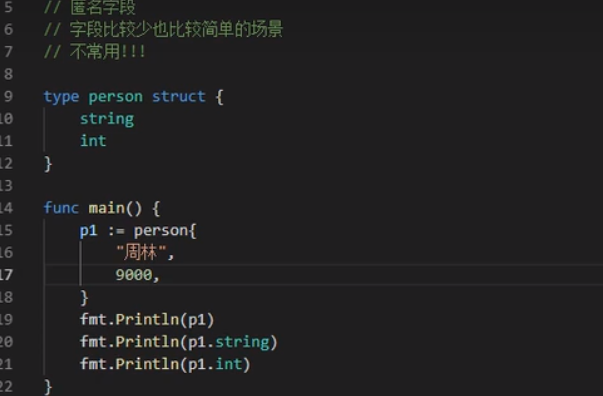 5 // 匿名字段
6 // 字段比较少也比较简单的场景
7 // 不常用!!!
8
9 type person struct {
10     string
11     int
12 }
13
14 func main() {
15     p1 := person{
16         "周林",
17         9000,
18     }
19     fmt.Println(p1)
20     fmt.Println(p1.string)
21     fmt.Println(p1.int)
22 }